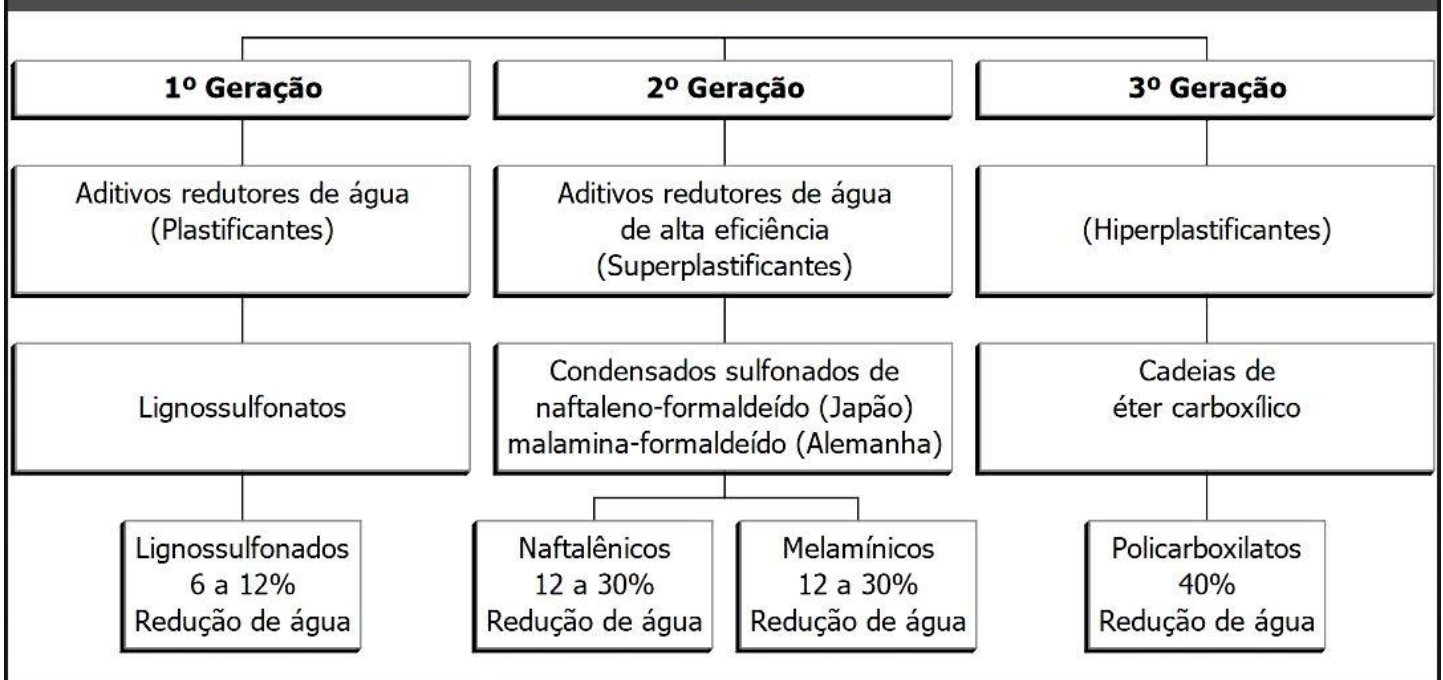 1º Geração
2º Geração
3º Geração
Aditivos redutores de água
(Plastificantes)
Aditivos redutores de água
de alta eficiência
(Superplastificantes)
(Hiperplastificantes)
Lignossulfonatos
Condensados sulfonados de
naftaleno-formaldeído (Japão)
malamina-formaldeído (Alemanha)
Cadeias de
éter carboxílico
Lignossulfonados
6 a 12%
Redução de água
Naftalênicos
12 a 30%
Redução de água
Melamínicos
12 a 30%
Redução de água
Policarboxilatos
40%
Redução de água